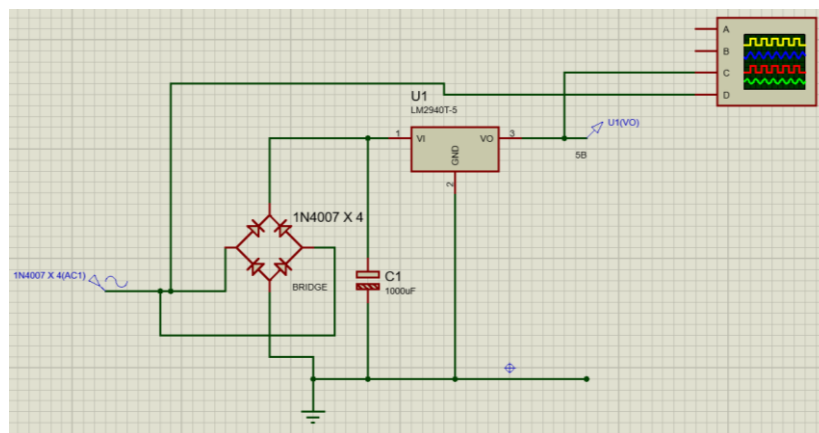 A
B
C
D
U1
LM2940T-5
1
VI
VO
3
GND
2
U1(VO)
5B
1N4007 X 4
1N4007 X 4(AC1)
BRIDGE
C1
1000uF